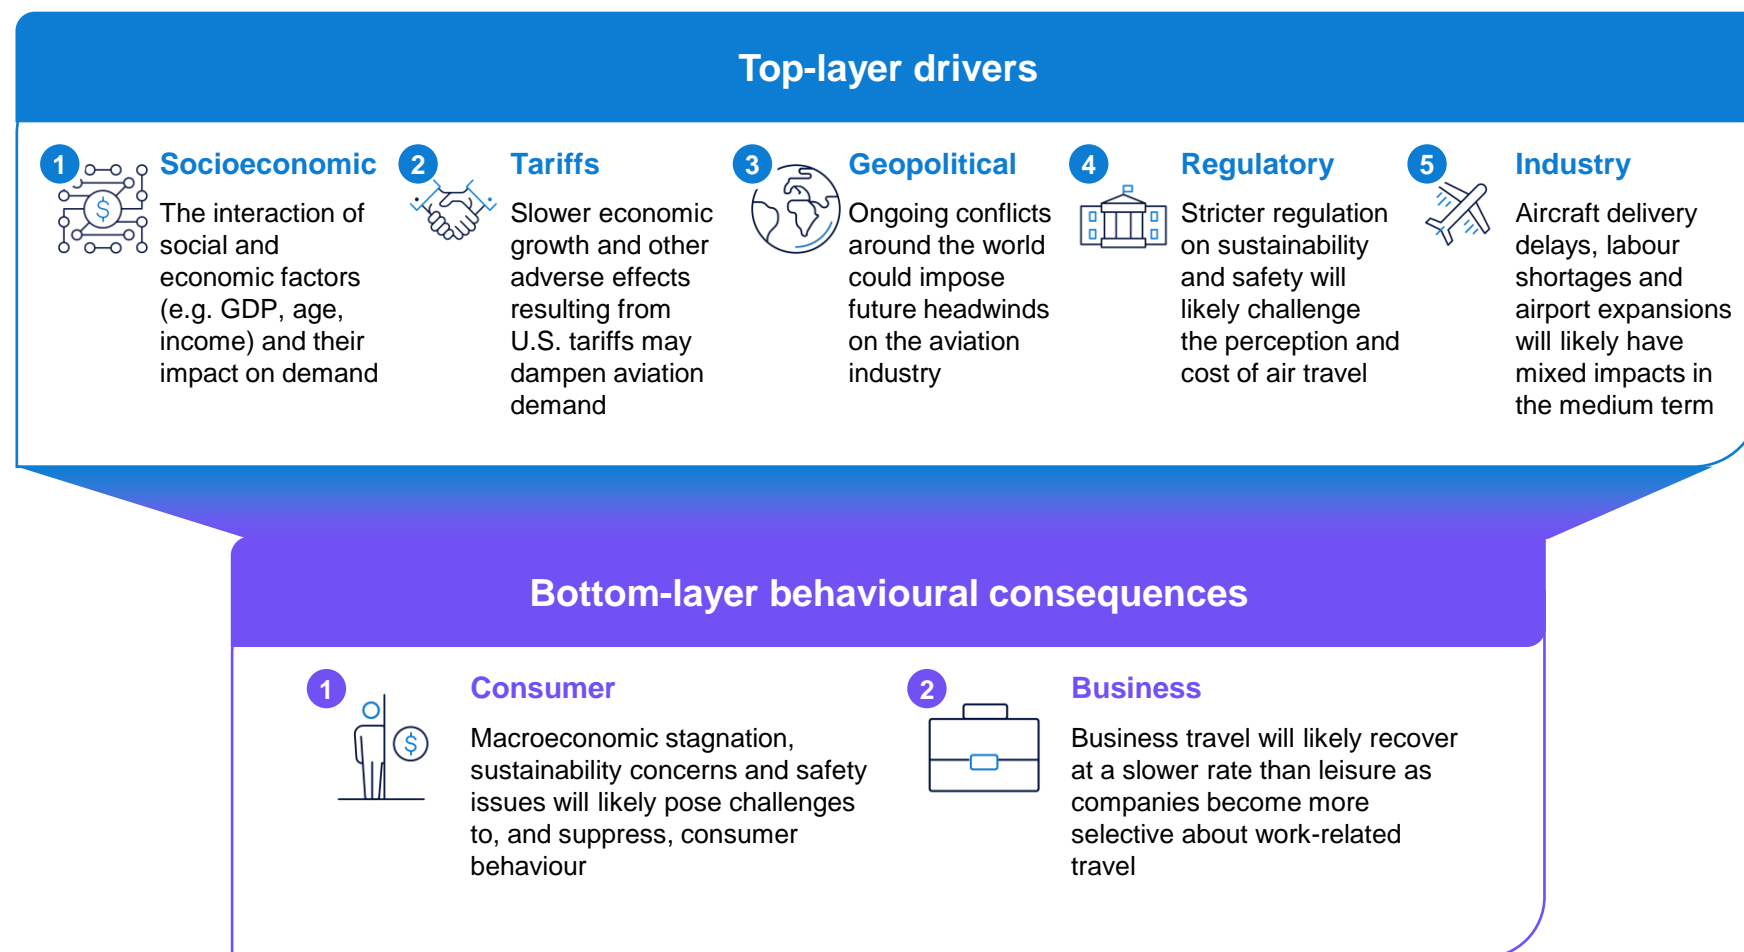 Top-layer drivers
1
Socioeconomic
The interaction of
social and
economic factors
(e.g. GDP, age,
income) and their
impact on demand
2
Tariffs
Slower economic
growth and other
adverse effects
resulting from
U.S. tariffs may
dampen aviation
demand
3
Geopolitical
Ongoing conflicts
around the world
could impose
future headwinds
on the aviation
industry
4
Regulatory
Stricter regulation
on sustainability
and safety will
likely challenge
the perception and
cost of air travel
5
Industry
Aircraft delivery
delays, labour
shortages and
airport expansions
will likely have
mixed impacts in
the medium term
Bottom-layer behavioural consequences
1
Consumer
$
Macroeconomic stagnation,
sustainability concerns and safety
issues will likely pose challenges
to, and suppress, consumer
behaviour
2
Business
Business travel will likely recover
at a slower rate than leisure as
companies become more
selective about work-related
travel